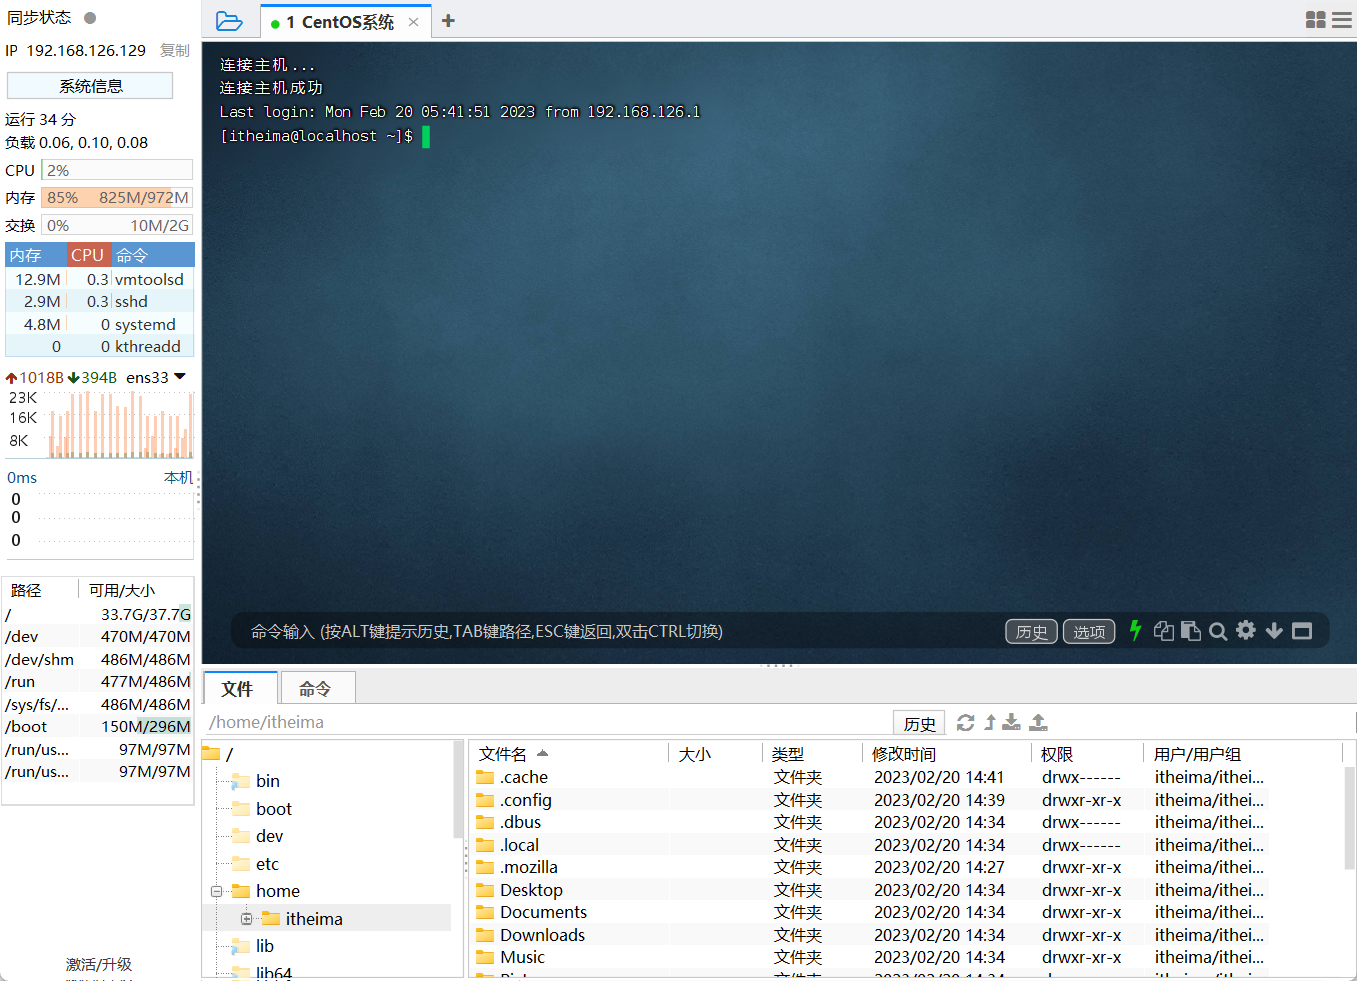 同步状态
IP 192.168.126.129 复制
系统信息
运行 34 分
负载 0.06, 0.10, 0.08
CPU 2%
内存 85% 825M/972M
交换 0% 10M/2G
内存 CPU 命令
12.9M 0.3 vmtoolsd
2.9M 0.3 sshd
4.8M 0 systemd
0 0 kthreadd
1018B 394B ens33
23K
16K
8K
0ms 本机
0
0
0
路径 可用/大小
/ 33.7G/37.7G
/dev 470M/470M
/dev/shm 486M/486M
/run 477M/486M
/sys/fs/... 486M/486M
/boot 150M/296M
/run/us... 97M/97M
/run/us... 97M/97M
激活/升级
1 CentOS系统
连接主机...
连接主机成功
Last login: Mon Feb 20 05:41:51 2023 from 192.168.126.1
[itheima@localhost ~]$
命令输入 (按ALT键提示历史,TAB键路径,ESC键返回,双击CTRL切换) 历史 选项
文件 命令
/home/itheima 历史
/
bin
boot
dev
etc
home
itheima
lib
lib64
文件名 大小 类型 修改时间 权限 用户/用户组
.cache 文件夹 2023/02/20 14:41 drwx------ itheima/ithei...
.config 文件夹 2023/02/20 14:39 drwxr-xr-x itheima/ithei...
.dbus 文件夹 2023/02/20 14:34 drwx------ itheima/ithei...
.local 文件夹 2023/02/20 14:34 drwx------ itheima/ithei...
.mozilla 文件夹 2023/02/20 14:27 drwxr-xr-x itheima/ithei...
Desktop 文件夹 2023/02/20 14:34 drwxr-xr-x itheima/ithei...
Documents 文件夹 2023/02/20 14:34 drwxr-xr-x itheima/ithei...
Downloads 文件夹 2023/02/20 14:34 drwxr-xr-x itheima/ithei...
Music 文件夹 2023/02/20 14:34 drwxr-xr-x itheima/ithei...